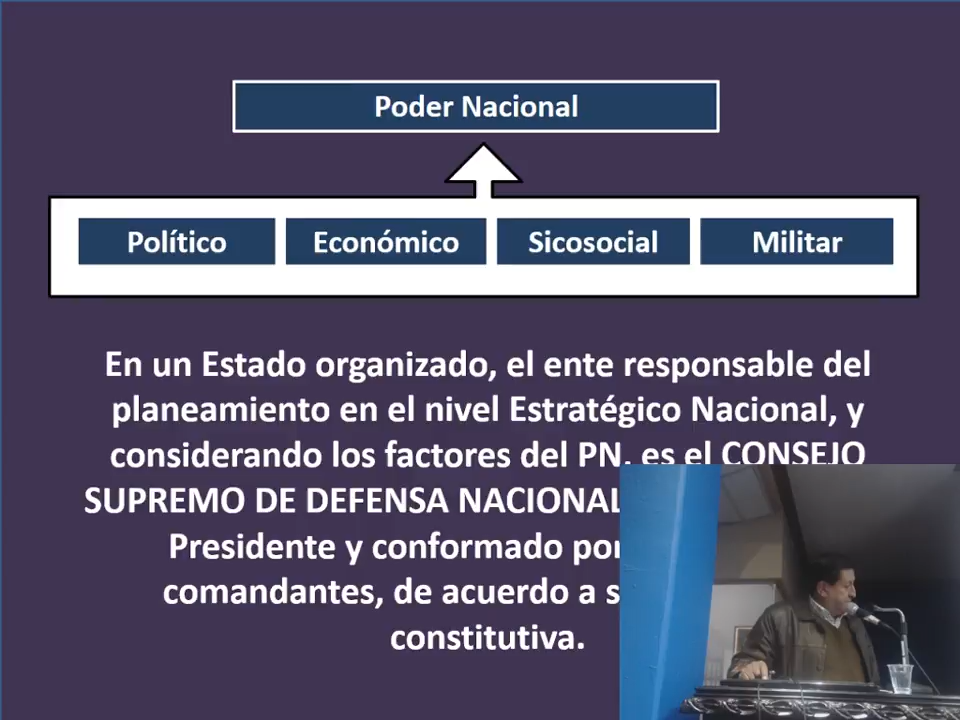 Poder Nacional
Político Económico Sicosocial Militar
En un Estado organizado, el ente responsable del
planeamiento en el nivel Estratégico Nacional, y
considerando los factores del PN, es el CONSEJO
SUPREMO DE DEFENSA NACIONAL
Presidente y conformado por
comandantes, de acuerdo a s
constitutiva.